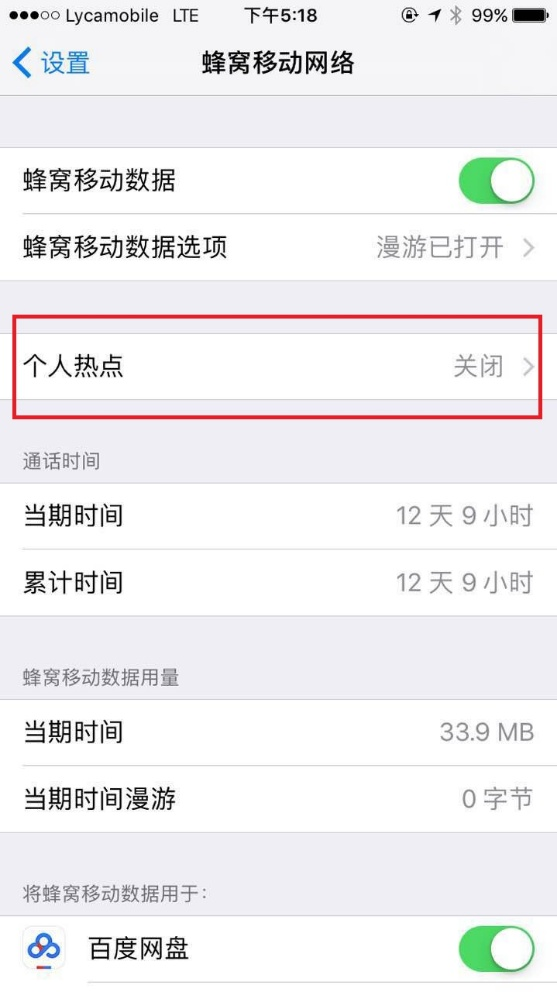 Lycamobile LTE 下午5:18 99%
设置 蜂窝移动网络
蜂窝移动数据
蜂窝移动数据选项 漫游已打开
个人热点 关闭
通话时间
当期时间 12 天 9 小时
累计时间 12 天 9 小时
蜂窝移动数据用量
当期时间 33.9 MB
当期时间漫游 0 字节
将蜂窝移动数据用于:
百度网盘